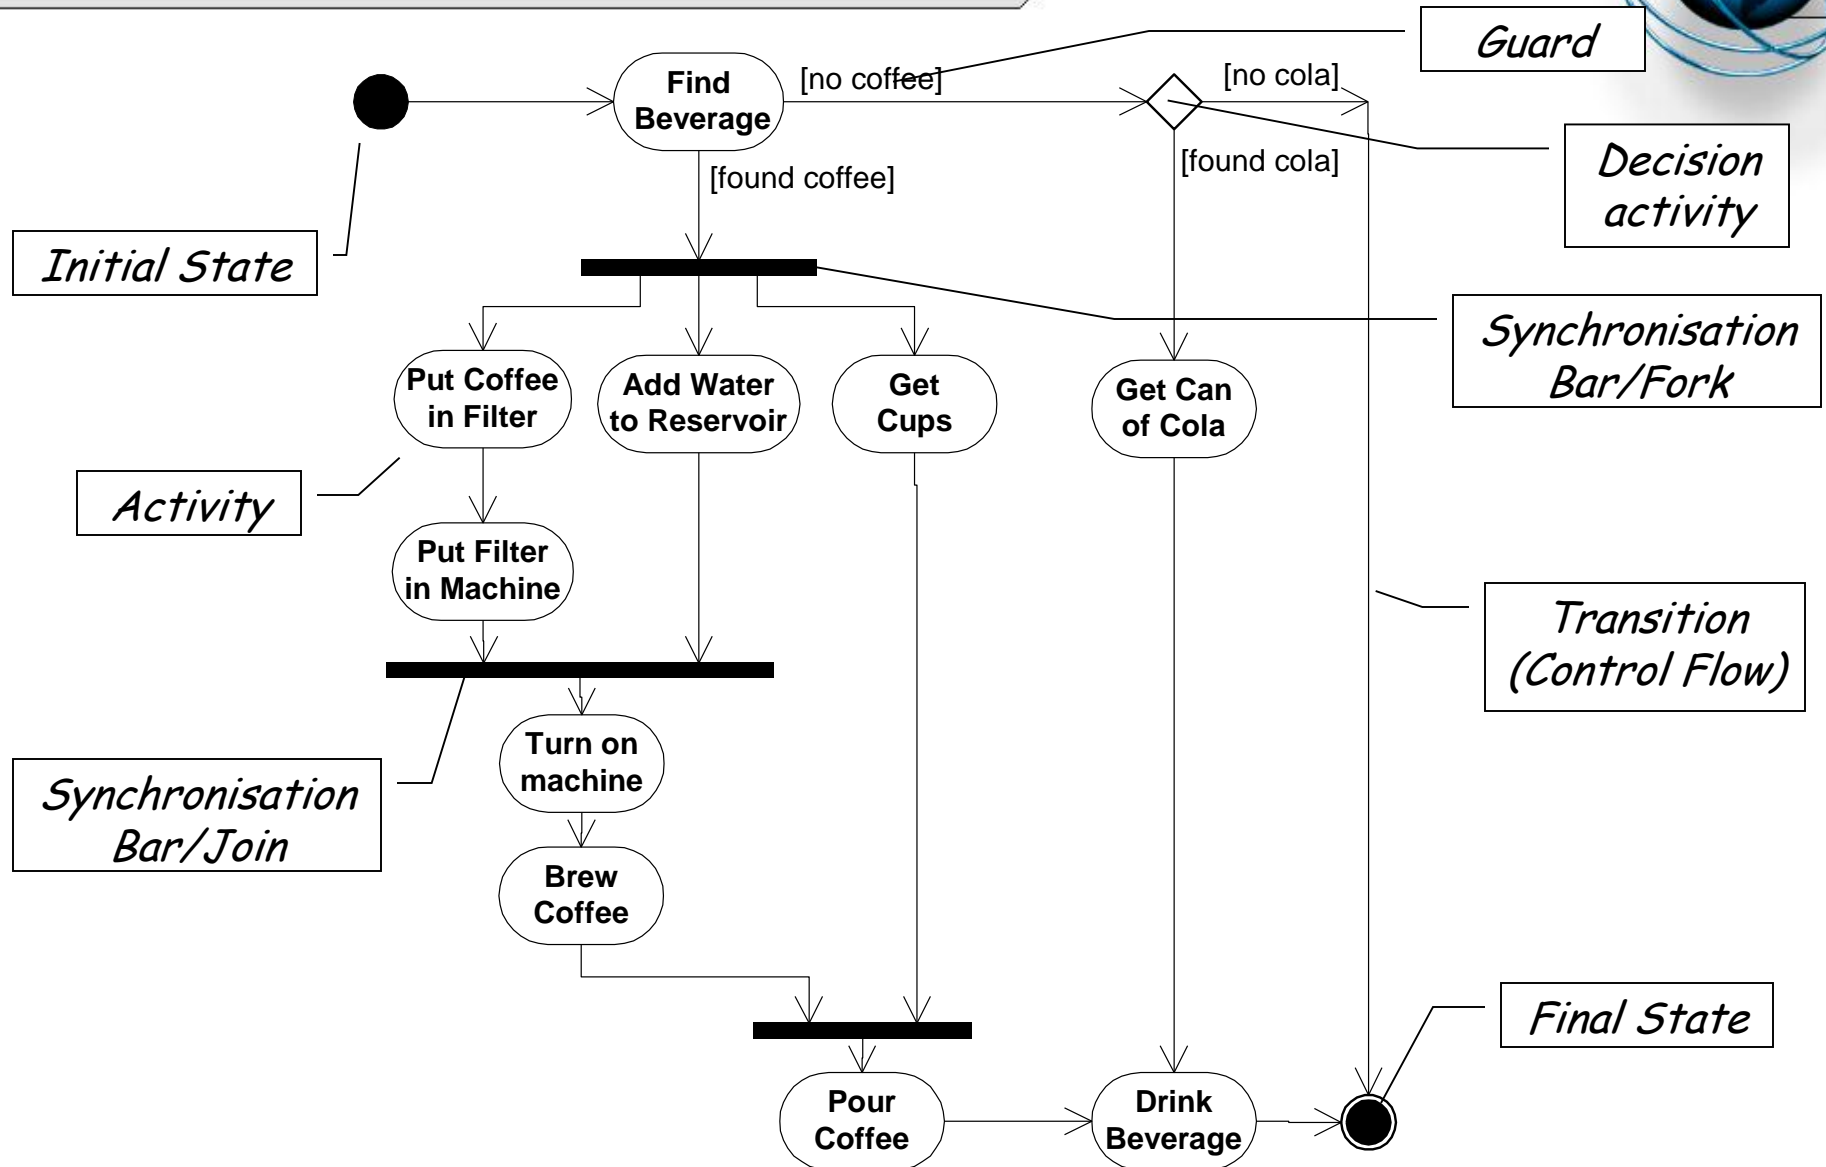 Guard
Find
Beverage
[no coffee]
[no cola]
[found coffee]
[found cola]
Decision
activity
Initial State
Synchronisation
Bar/Fork
Put Coffee
in Filter
Add Water
to Reservoir
Get
Cups
Get Can
of Cola
Activity
Put Filter
in Machine
Transition
(Control Flow)
Turn on
machine
Synchronisation
Bar/Join
Brew
Coffee
Final State
Pour
Coffee
Drink
Beverage